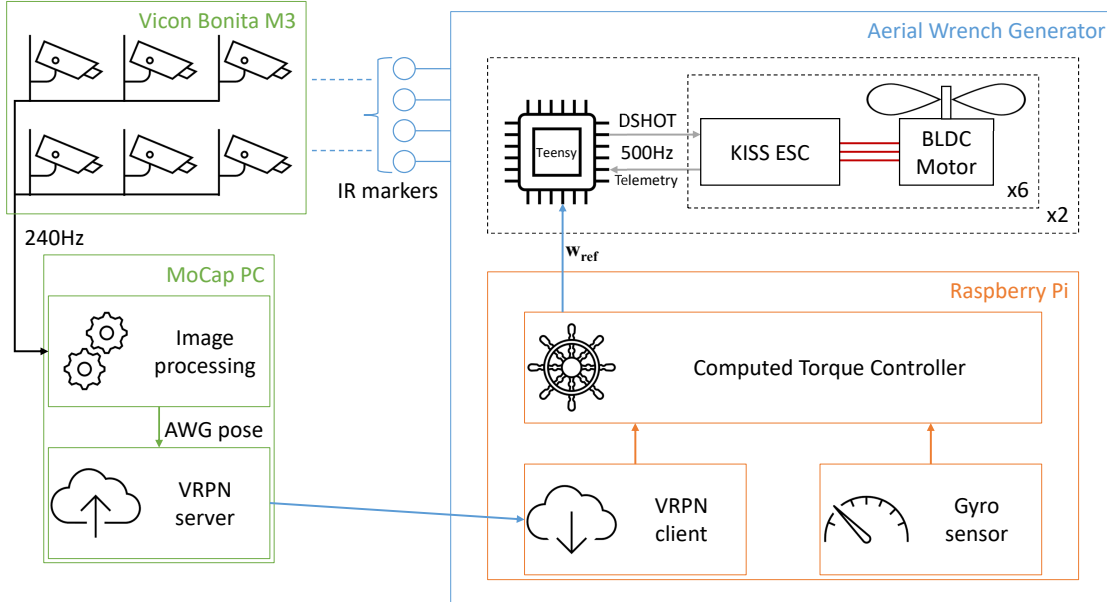 Vicon Bonita M3
240Hz
IR markers
MoCap PC
Image
processing
AWG pose
VRPN
server
Aerial Wrench Generator
Teensy
DSHOT
500Hz
Telemetry
KISS ESC
BLDC
Motor
x6
x2
w_ref
Raspberry Pi
Computed Torque Controller
VRPN
client
Gyro
sensor